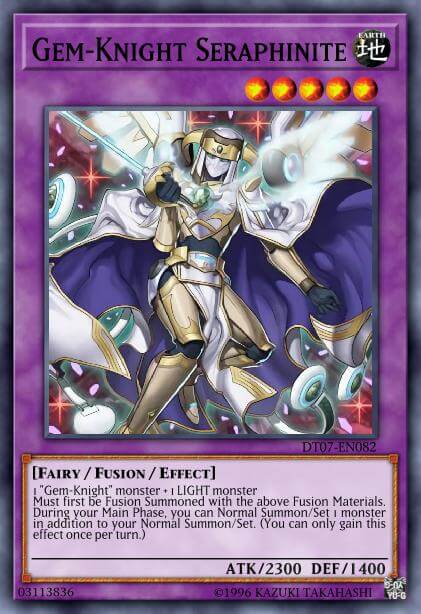 Gem-Knight Seraphinite
EARTH
地
DT07-EN082
[Fairy / Fusion / Effect]
1 "Gem-Knight" monster + 1 LIGHT monster
Must first be Fusion Summoned with the above Fusion Materials.
During your Main Phase, you can Normal Summon/Set 1 monster
in addition to your Normal Summon/Set. (You can only gain this
effect once per turn.)
ATK/2300 DEF/1400
03113836
©1996 KAZUKI TAKAHASHI